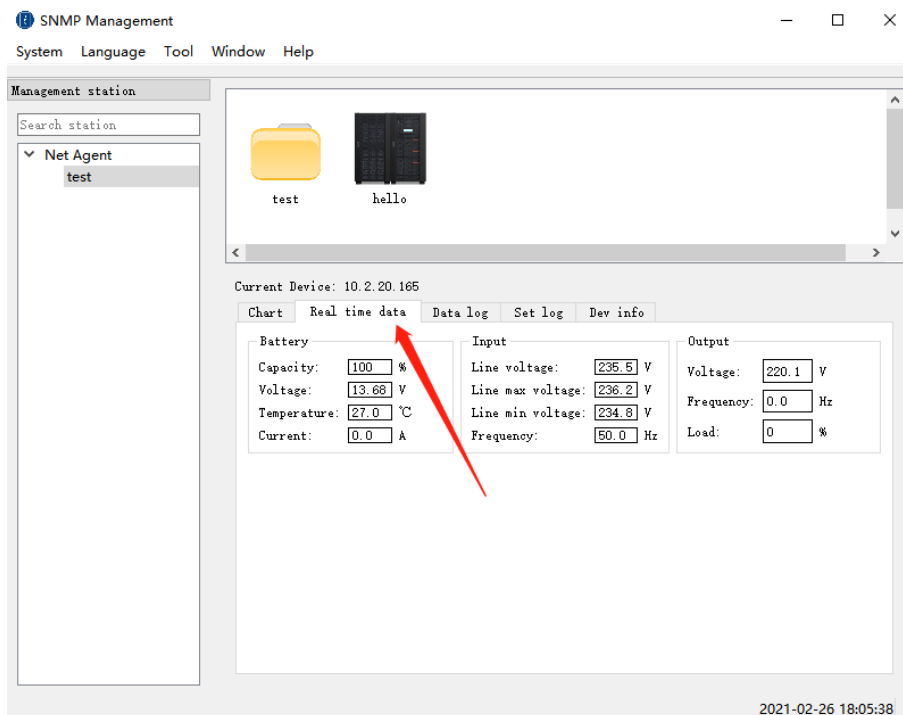 SNMP Management
System Language Tool Window Help
Management station
Search station
Net Agent
test
test hello
Current Device: 10.2.20.165
Chart Real time data Data log Set log Dev info
Battery
Capacity: 100 %
Voltage: 13.68 V
Temperature: 27.0 ℃
Current: 0.0 A
Input
Line voltage: 235.5 V
Line max voltage: 236.2 V
Line min voltage: 234.8 V
Frequency: 50.0 Hz
Output
Voltage: 220.1 V
Frequency: 0.0 Hz
Load: 0 %
2021-02-26 18:05:38